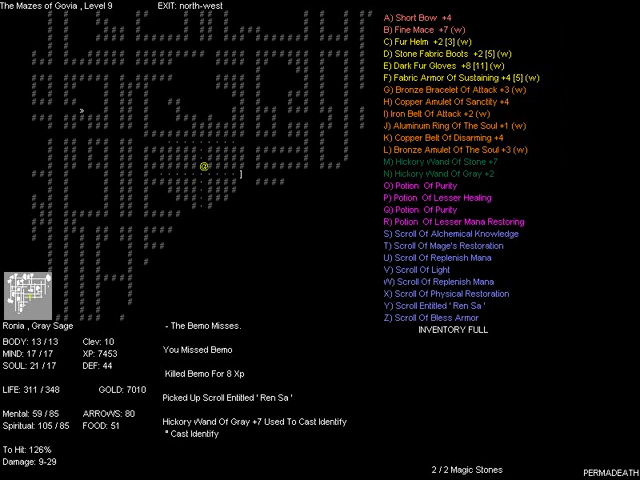 The Mazes of Govia , Level 9 EXIT: north-west
A) Short Bow +4
B) Fine Mace +7 (w)
C) Fur Helm +2 [3] (w)
D) Stone Fabric Boots +2 [5] (w)
E) Dark Fur Gloves +8 [11] (w)
F) Fabric Armor Of Sustaining +4 [5] (w)
G) Bronze Bracelet Of Attack +3 (w)
H) Copper Amulet Of Sanctity +4
I) Iron Belt Of Attack +2 (w)
J) Aluminum Ring Of The Soul +1 (w)
K) Copper Belt Of Disarming +4
L) Bronze Amulet Of The Soul +3 (w)
M) Hickory Wand Of Stone +7
N) Hickory Wand Of Gray +2
O) Potion Of Purity
P) Potion Of Lesser Healing
Q) Potion Of Purity
R) Potion Of Lesser Mana Restoring
S) Scroll Of Alchemical Knowledge
T) Scroll Of Mage's Restoration
U) Scroll Of Replenish Mana
V) Scroll Of Light
W) Scroll Of Replenish Mana
X) Scroll Of Physical Restoration
Y) Scroll Entitled ' Ren Sa '
Z) Scroll Of Bless Armor
INVENTORY FULL
Ronia , Gray Sage
BODY: 13 / 13 Clev: 10
MIND: 17 / 17 XP: 7453
SOUL: 21 / 17 DEF: 44
LIFE: 311 / 348 GOLD: 7010
Mental: 59 / 85 ARROWS: 80
Spiritual: 105 / 85 FOOD: 51
To Hit: 126%
Damage: 9-29
- The Bemo Misses.
You Missed Bemo
Killed Bemo For 8 Xp
Picked Up Scroll Entitled ' Ren Sa '
Hickory Wand Of Gray +7 Used To Cast Identify
* Cast Identify
2 / 2 Magic Stones
PERMADEATH